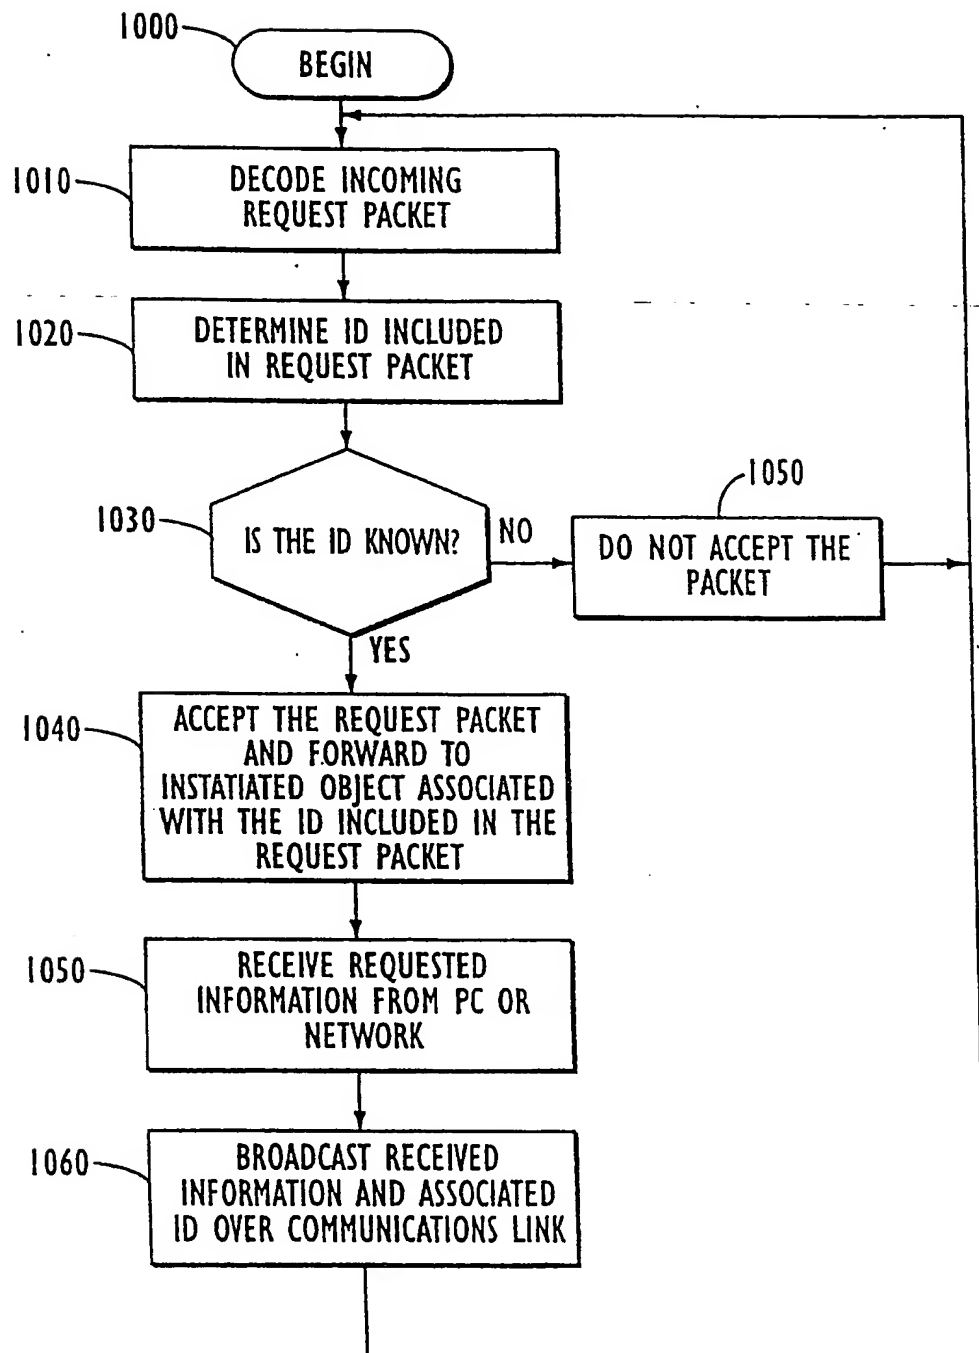 1000
BEGIN
1010
DECODE INCOMING
REQUEST PACKET
1020
DETERMINE ID INCLUDED
IN REQUEST PACKET
1030
IS THE ID KNOWN?
NO
1050
DO NOT ACCEPT THE
PACKET
YES
1040
ACCEPT THE REQUEST PACKET
AND FORWARD TO
INSTATIATED OBJECT ASSOCIATED
WITH THE ID INCLUDED IN THE
REQUEST PACKET
1050
RECEIVE REQUESTED
INFORMATION FROM PC OR
NETWORK
1060
BROADCAST RECEIVED
INFORMATION AND ASSOCIATED
ID OVER COMMUNICATIONS LINK